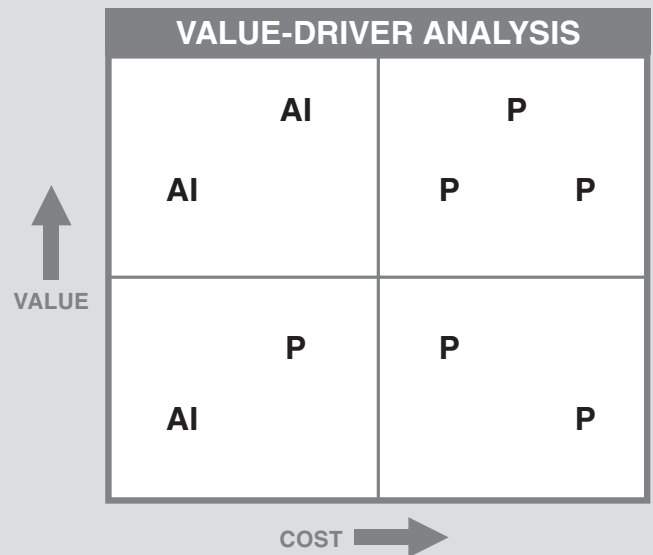 VALUE-DRIVER ANALYSIS
AI P
AI P P
VALUE
P P
AI P
COST